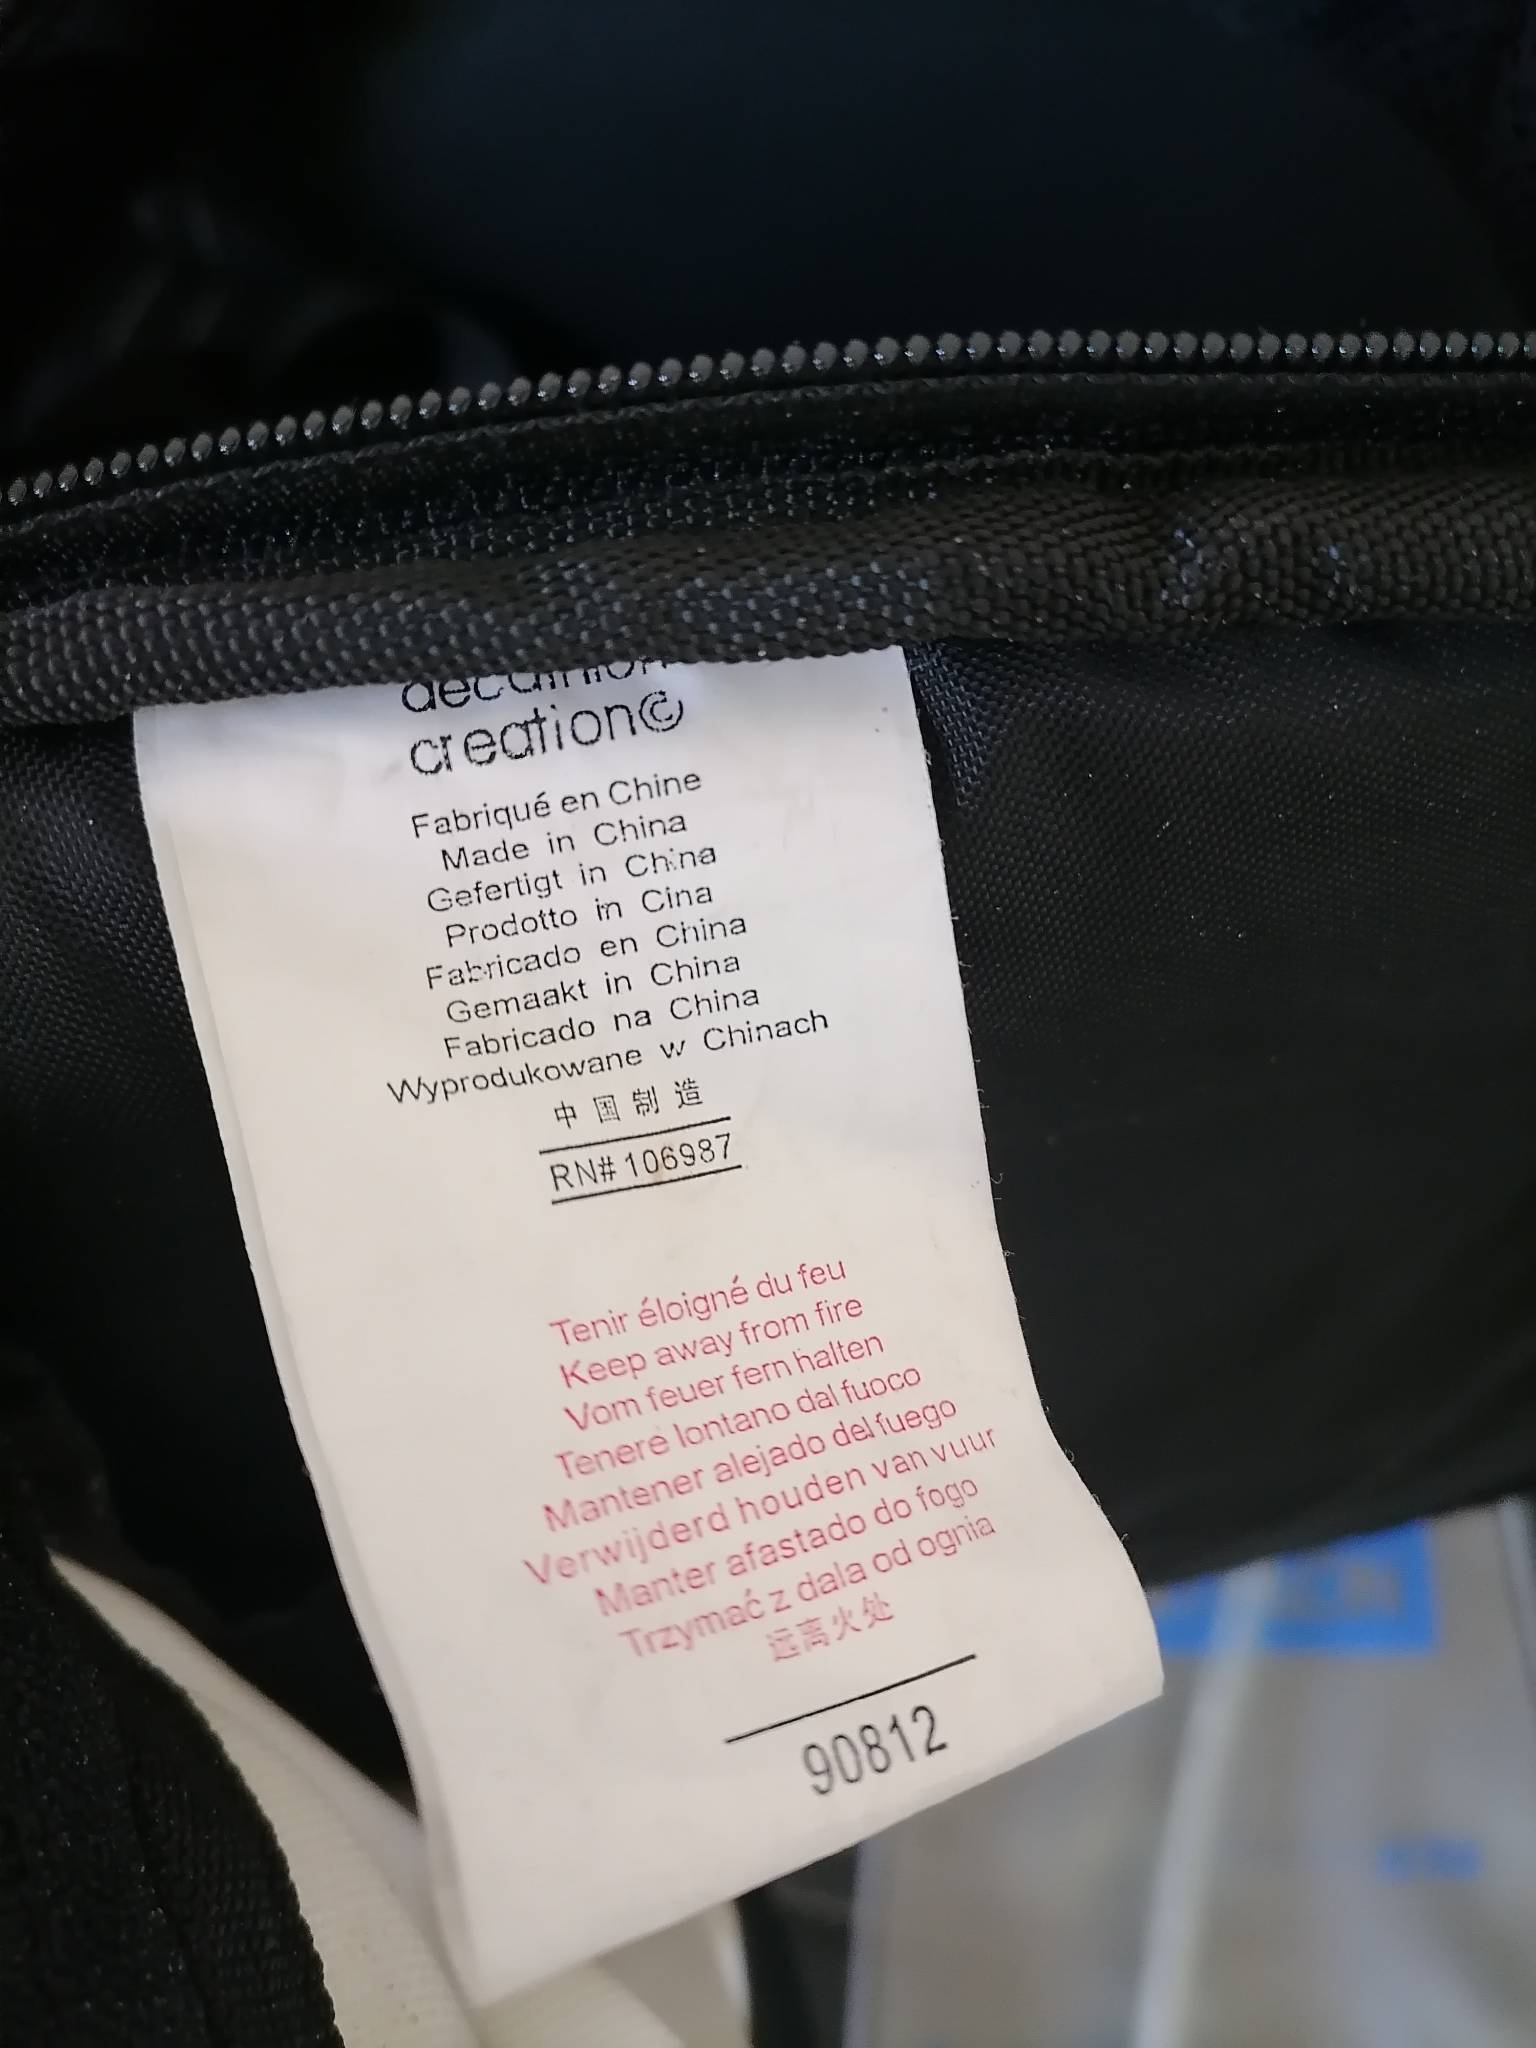 decathlon
creation©
Fabriqué en Chine
Made in China
Gefertigt in China
Prodotto in Cina
Fabricado en China
Gemaakt in China
Fabricado na China
Wyprodukowane w Chinach
中国制造
RN# 106987
Tenir éloigné du feu
Keep away from fire
Vom feuer fern halten
Tenere lontano dal fuoco
Mantener alejado del fuego
Verwijderd houden van vuur
Manter afastado do fogo
Trzymać z dala od ognia
远离火处
90812